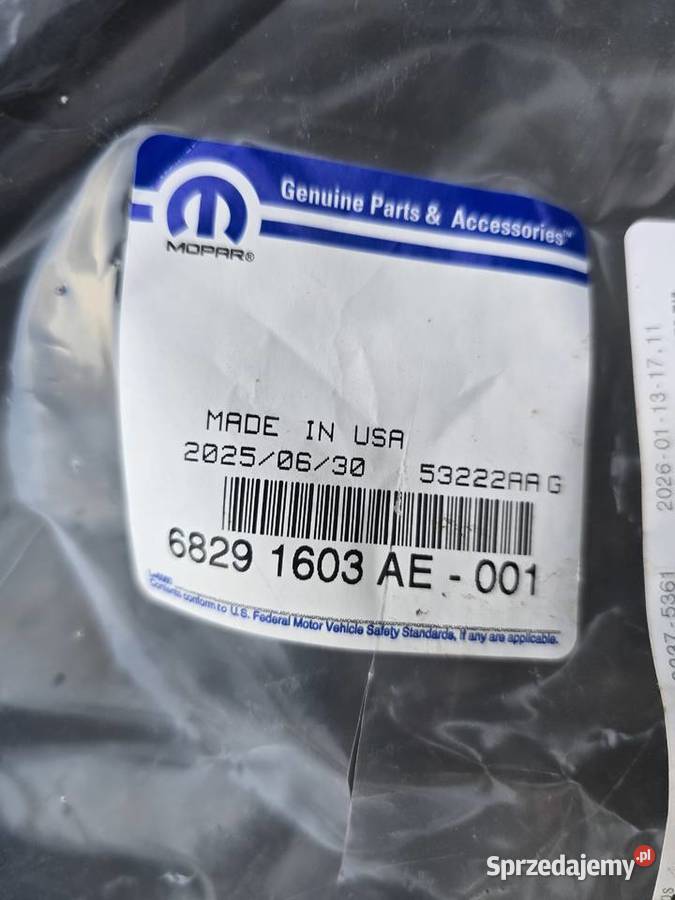 Genuine Parts & Accessories™
MOPAR®
MADE IN USA
2025/06/30 53222AA G
6829 1603 AE - 001
Contents conform to U.S. Federal Motor Vehicle Safety Standards, if any are applicable.
2026-01-13-17.11
Sprzedajemy.pl